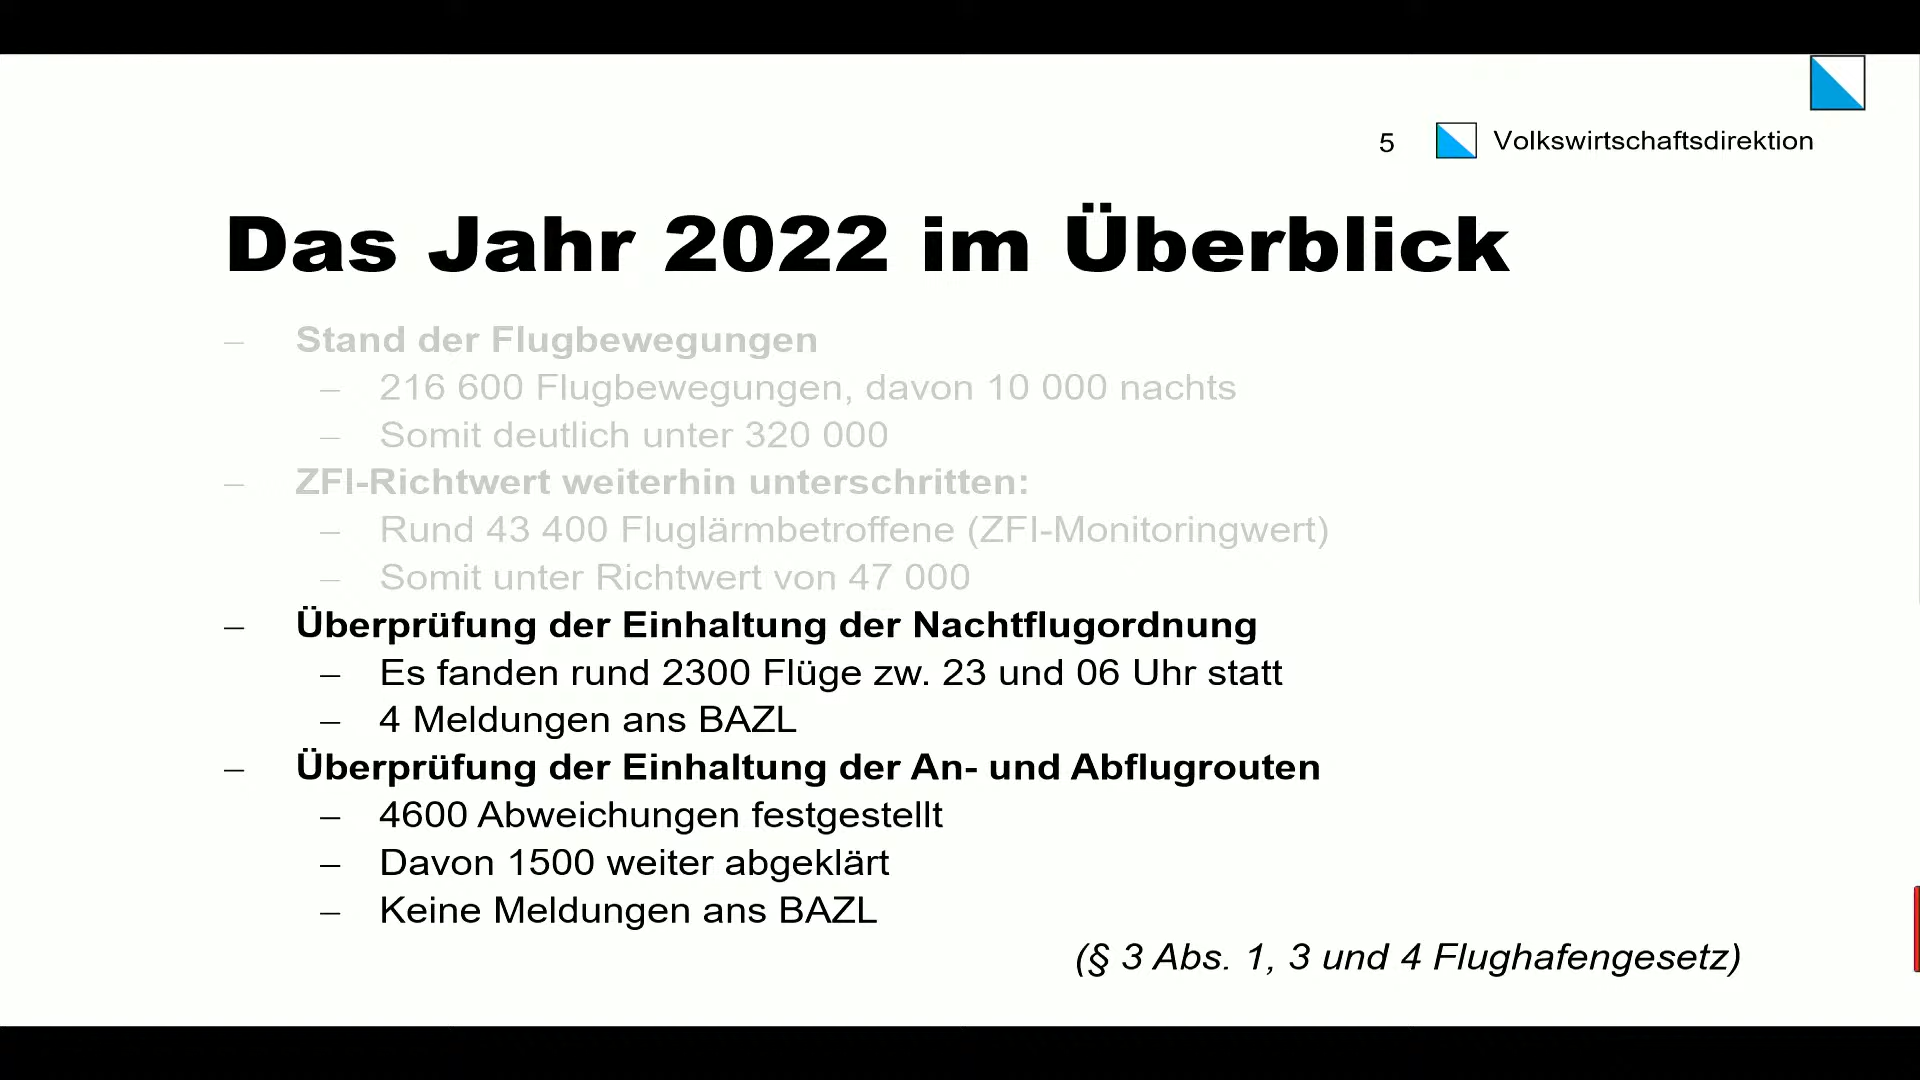 5 Volkswirtschaftsdirektion
Das Jahr 2022 im Überblick
– Stand der Flugbewegungen
– 216 600 Flugbewegungen, davon 10 000 nachts
– Somit deutlich unter 320 000
– ZFI-Richtwert weiterhin unterschritten:
– Rund 43 400 Fluglärmbetroffene (ZFI-Monitoringwert)
– Somit unter Richtwert von 47 000
– Überprüfung der Einhaltung der Nachtflugordnung
– Es fanden rund 2300 Flüge zw. 23 und 06 Uhr statt
– 4 Meldungen ans BAZL
– Überprüfung der Einhaltung der An- und Abflugrouten
– 4600 Abweichungen festgestellt
– Davon 1500 weiter abgeklärt
– Keine Meldungen ans BAZL
(§ 3 Abs. 1, 3 und 4 Flughafengesetz)